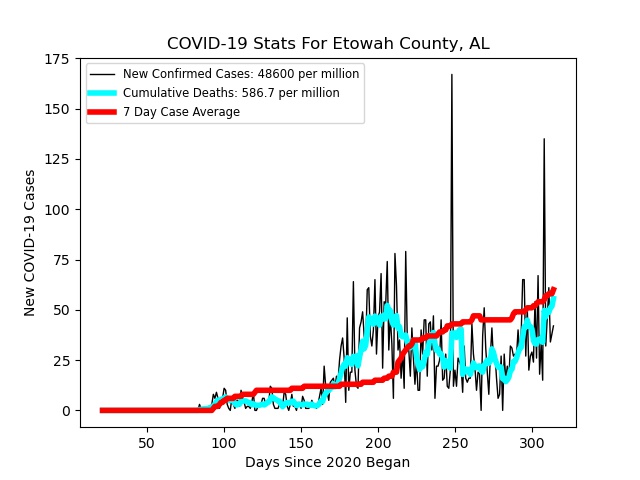 COVID-19 Stats For Etowah County, AL
New Confirmed Cases: 48600 per million
Cumulative Deaths: 586.7 per million
7 Day Case Average
175
150
125
100
75
50
25
0
New COVID-19 Cases
50 100 150 200 250 300
Days Since 2020 Began